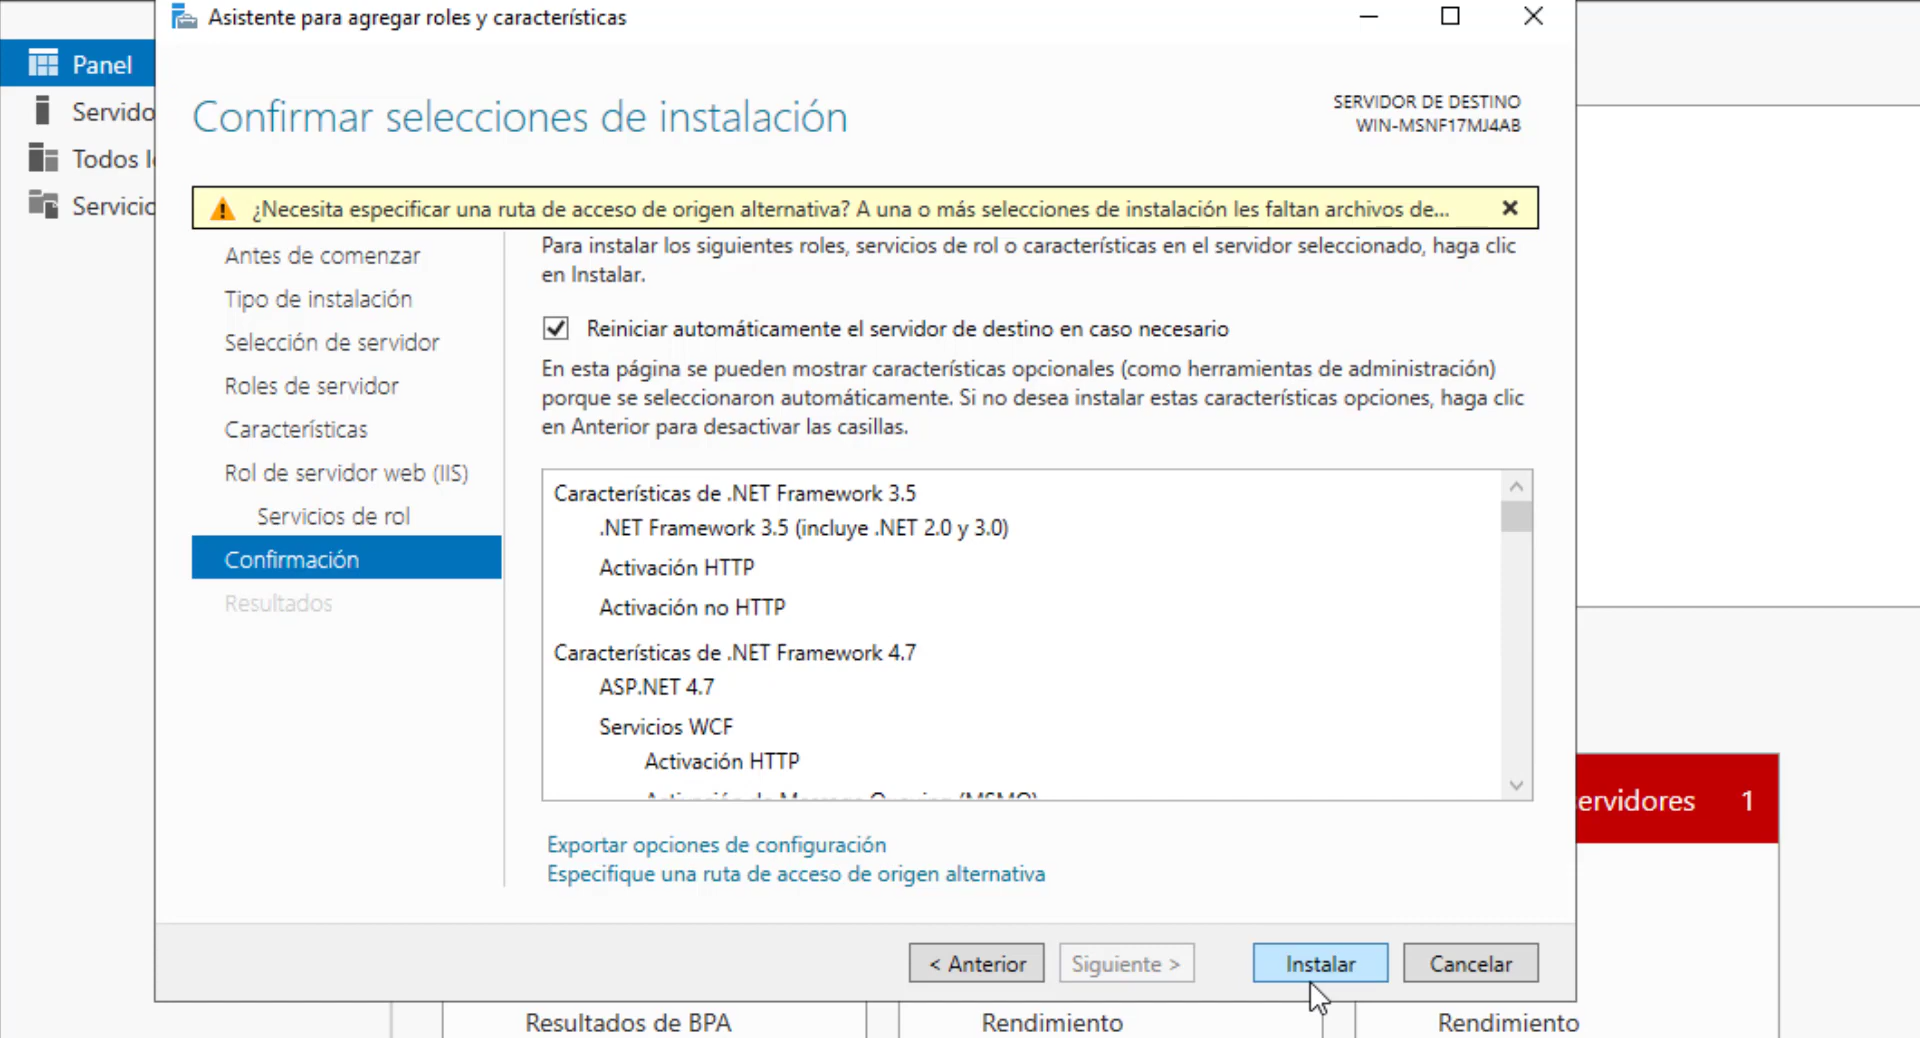 Asistente para agregar roles y características
Panel
Servido
Todos l
Servicio
Confirmar selecciones de instalación
SERVIDOR DE DESTINO
WIN-MSNF17MJ4AB
¿Necesita especificar una ruta de acceso de origen alternativa? A una o más selecciones de instalación les faltan archivos de...
Antes de comenzar
Tipo de instalación
Selección de servidor
Roles de servidor
Características
Rol de servidor web (IIS)
Servicios de rol
Confirmación
Resultados
Para instalar los siguientes roles, servicios de rol o características en el servidor seleccionado, haga clic
en Instalar.
Reiniciar automáticamente el servidor de destino en caso necesario
En esta página se pueden mostrar características opcionales (como herramientas de administración)
porque se seleccionaron automáticamente. Si no desea instalar estas características opciones, haga clic
en Anterior para desactivar las casillas.
Características de .NET Framework 3.5
.NET Framework 3.5 (incluye .NET 2.0 y 3.0)
Activación HTTP
Activación no HTTP
Características de .NET Framework 4.7
ASP.NET 4.7
Servicios WCF
Activación HTTP
Activación de Message Queuing (MSMQ)
Exportar opciones de configuración
Especifique una ruta de acceso de origen alternativa
ervidores 1
< Anterior
Siguiente >
Instalar
Cancelar
Resultados de BPA
Rendimiento
Rendimiento